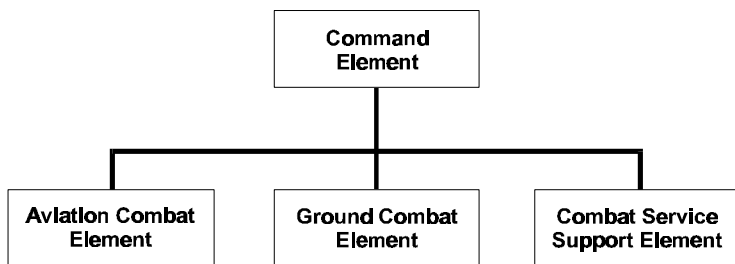 Command
Element
Aviation Combat
Element
Ground Combat
Element
Combat Service
Support Element